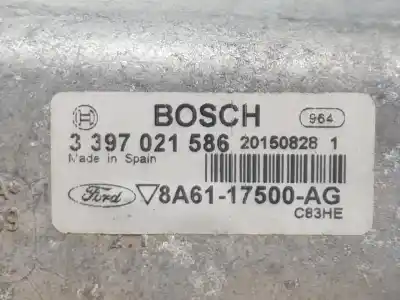 BOSCH 964
3 397 021 586 20150828 1
Made in Spain
Ford 8A61-17500-AG
C83HE